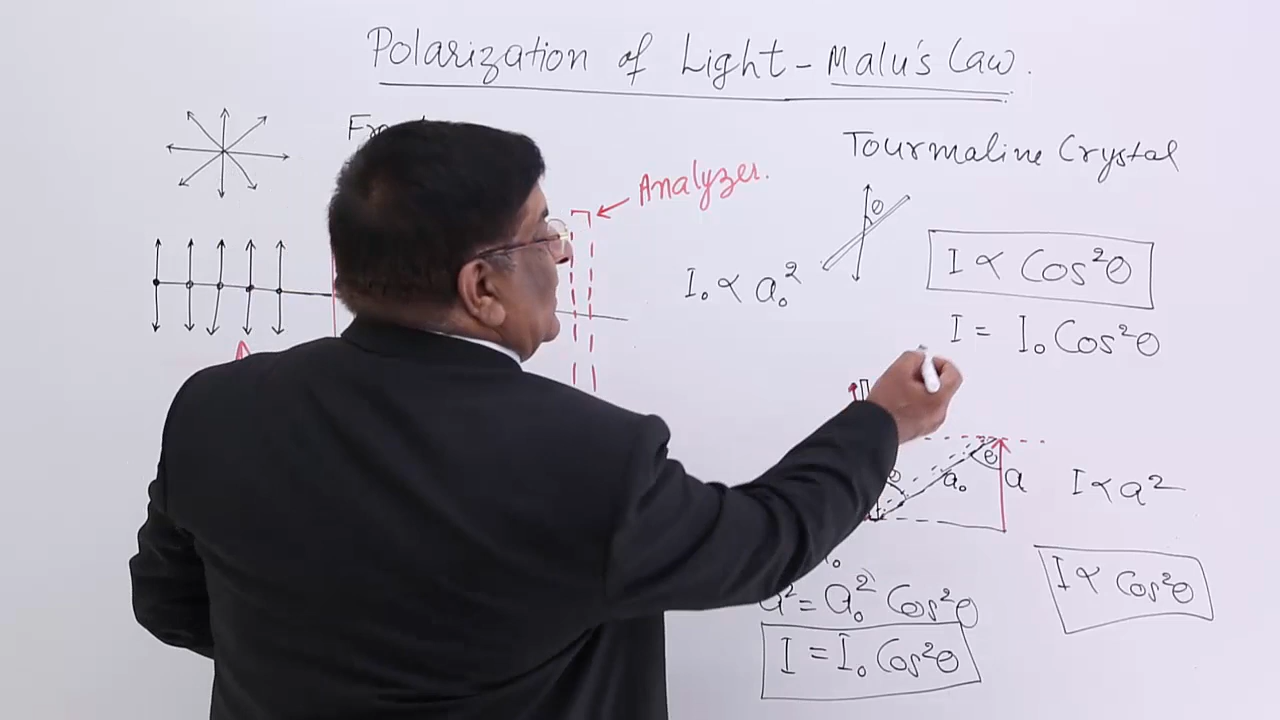 Polarization of Light - Malu's Law.
Tourmaline Crystal
Analyzer.
θ
I₀ ∝ a₀²
I ∝ Cos²θ
I = I₀ Cos²θ
θ
θ
a₀
a
I ∝ a²
a² = a₀² Cos²θ
I ∝ Cos²θ
I = I₀ Cos²θ